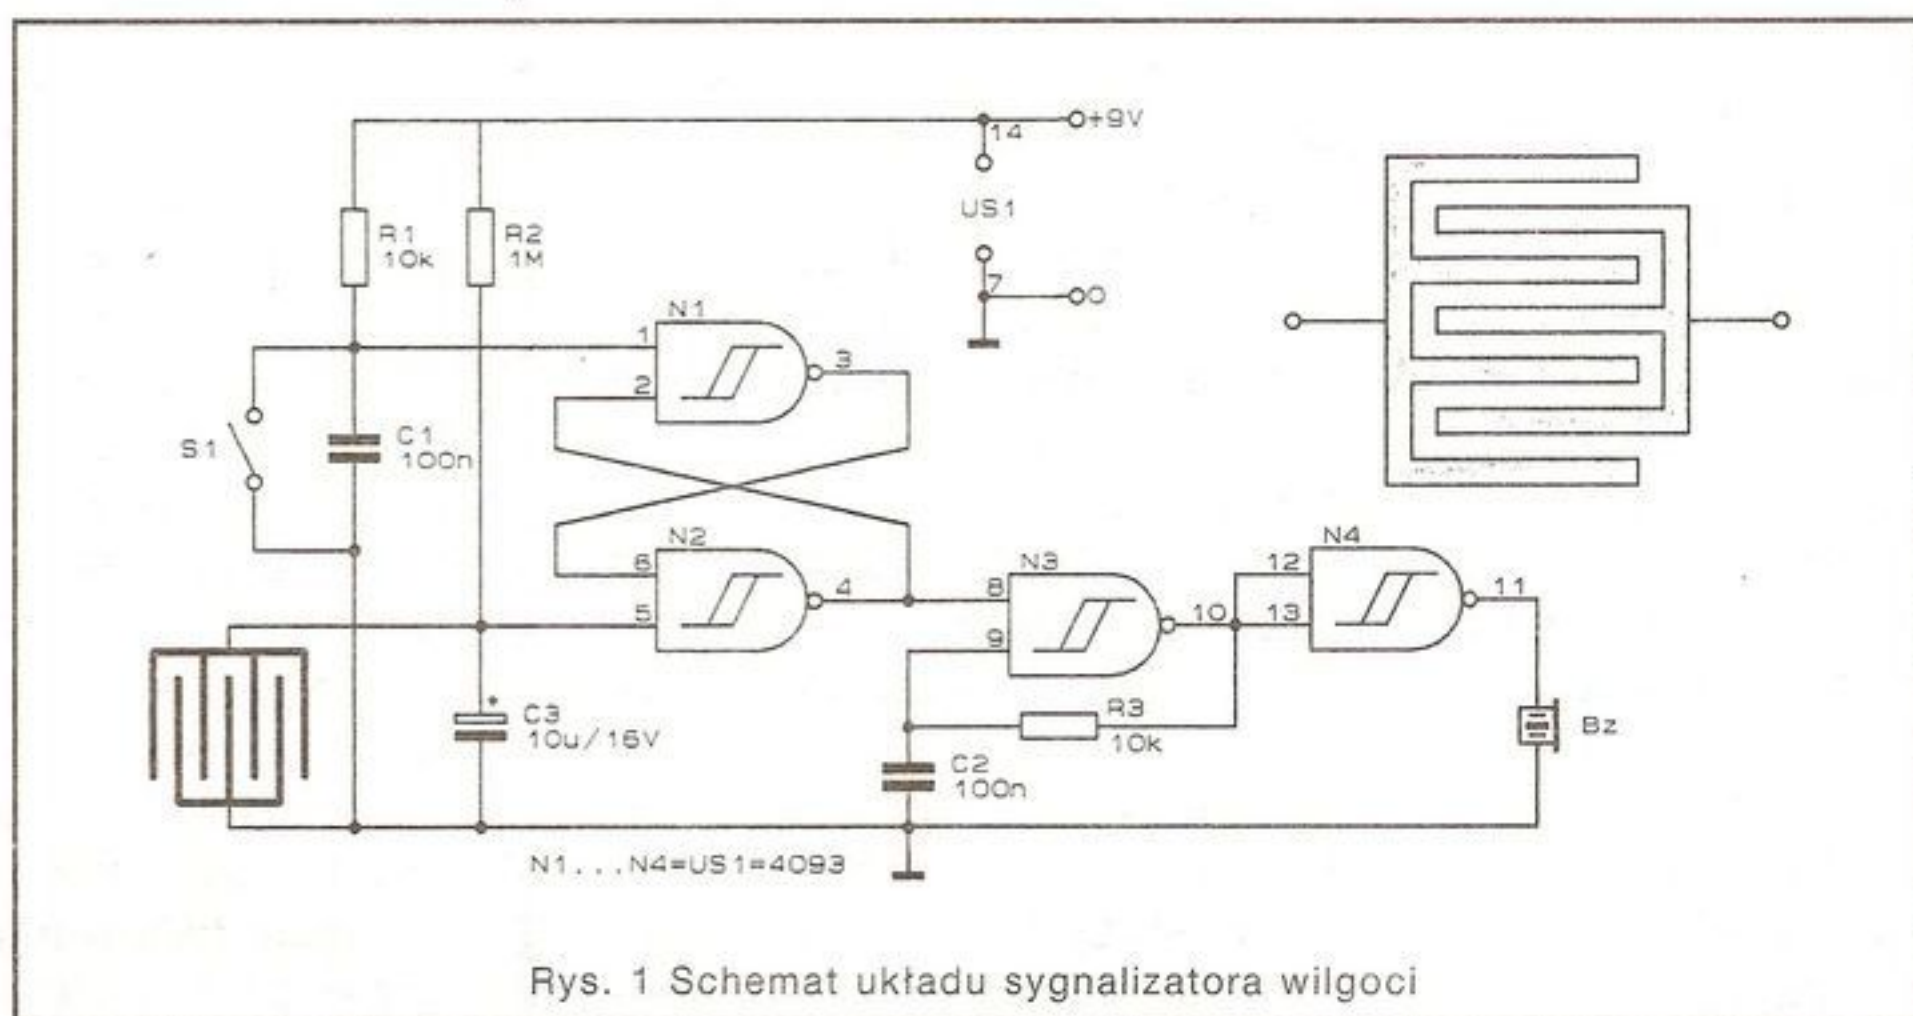 +9V
14
US1
7
0
R1
10k
R2
1M
N1
1
2
3
S1
C1
100n
N2
6
5
4
N3
8
9
10
N4
12
13
11
R3
10k
C3
10u/16V
C2
100n
Bz
N1...N4=US1=4093
Rys. 1 Schemat układu sygnalizatora wilgoci